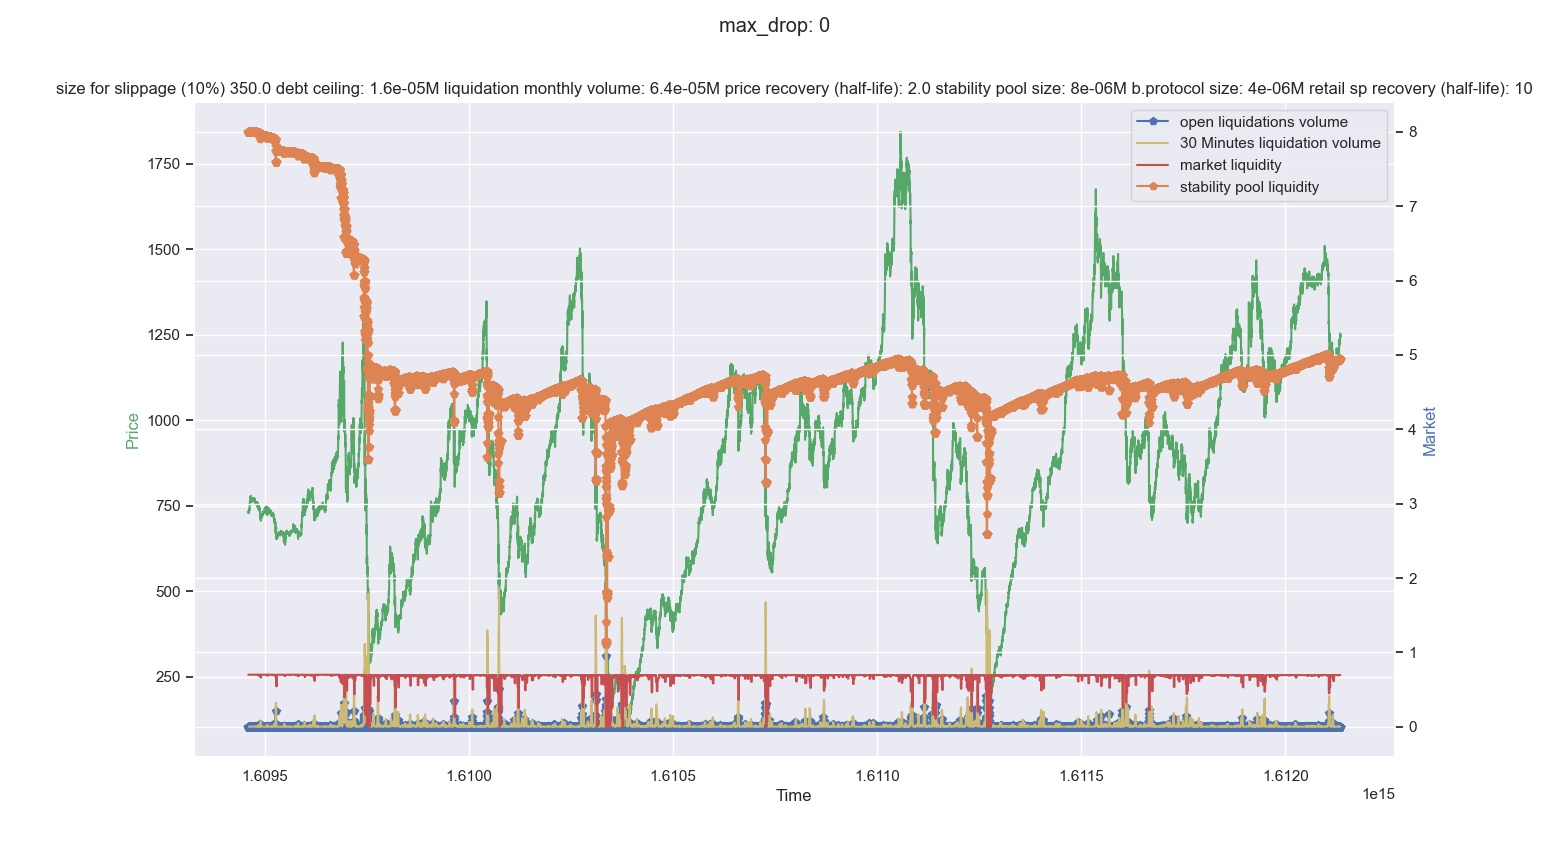 max_drop: 0
size for slippage (10%) 350.0 debt ceiling: 1.6e-05M liquidation monthly volume: 6.4e-05M price recovery (half-life): 2.0 stability pool size: 8e-06M b.protocol size: 4e-06M retail sp recovery (half-life): 10
open liquidations volume
30 Minutes liquidation volume
market liquidity
stability pool liquidity
1750
1500
1250
1000
750
500
250
Price
8
7
6
5
4
3
2
1
0
Market
1.6095 1.6100 1.6105 1.6110 1.6115 1.6120
Time
1e15